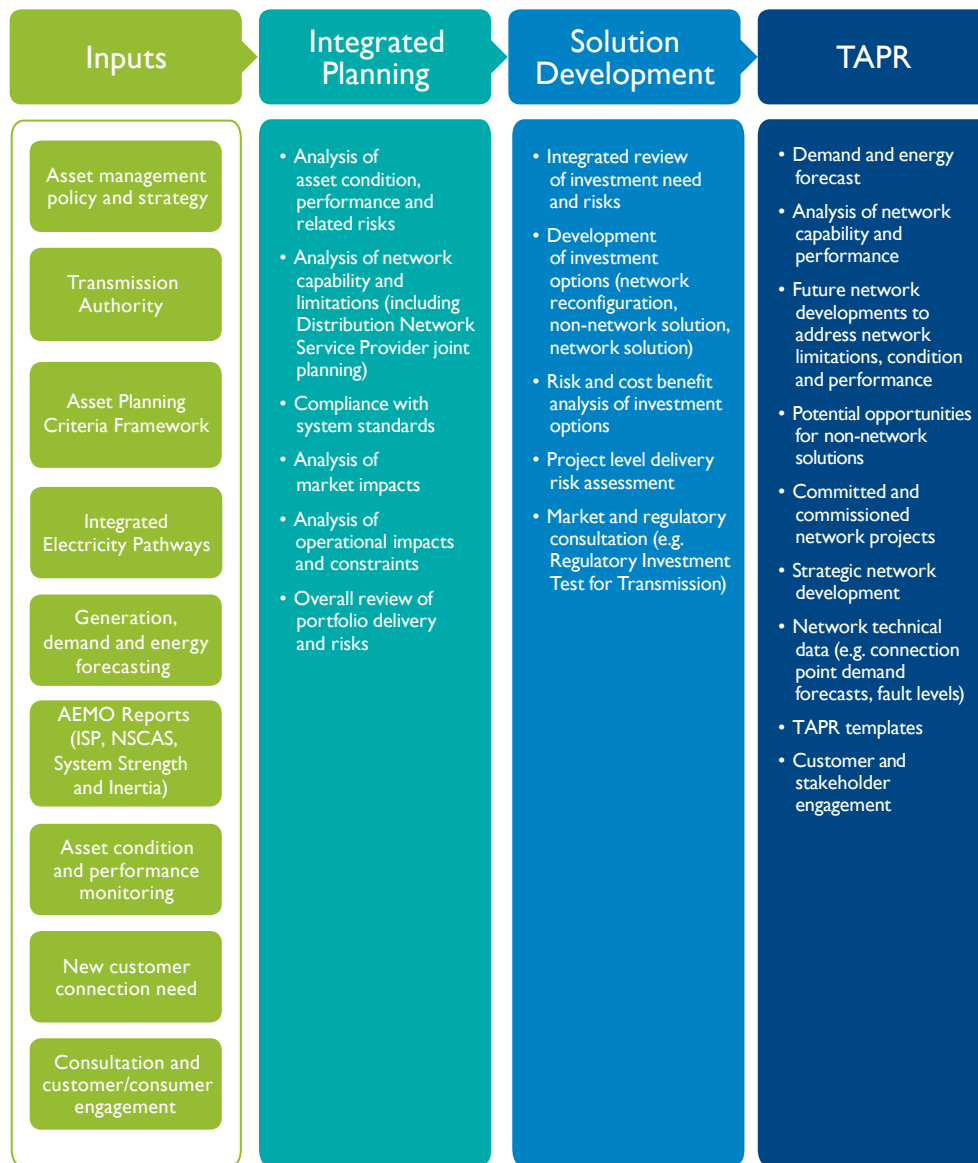 Inputs
Integrated
Planning
Solution
Development
TAPR
Asset management
policy and strategy
Transmission
Authority
Asset Planning
Criteria Framework
Integrated
Electricity Pathways
Generation,
demand and energy
forecasting
AEMO Reports
(ISP, NSCAS,
System Strength
and Inertia)
Asset condition
and performance
monitoring
New customer
connection need
Consultation and
customer/consumer
engagement
• Analysis of
asset condition,
performance and
related risks
• Analysis of network
capability and
limitations (including
Distribution Network
Service Provider joint
planning)
• Compliance with
system standards
• Analysis of
market impacts
• Analysis of
operational impacts
and constraints
• Overall review of
portfolio delivery
and risks
• Integrated review
of investment need
and risks
• Development
of investment
options (network
reconfiguration,
non-network solution,
network solution)
• Risk and cost benefit
analysis of investment
options
• Project level delivery
risk assessment
• Market and regulatory
consultation (e.g.
Regulatory Investment
Test for Transmission)
• Demand and energy
forecast
• Analysis of network
capability and
performance
• Future network
developments to
address network
limitations, condition
and performance
• Potential opportunities
for non-network
solutions
• Committed and
commissioned
network projects
• Strategic network
development
• Network technical
data (e.g. connection
point demand
forecasts, fault levels)
• TAPR templates
• Customer and
stakeholder
engagement